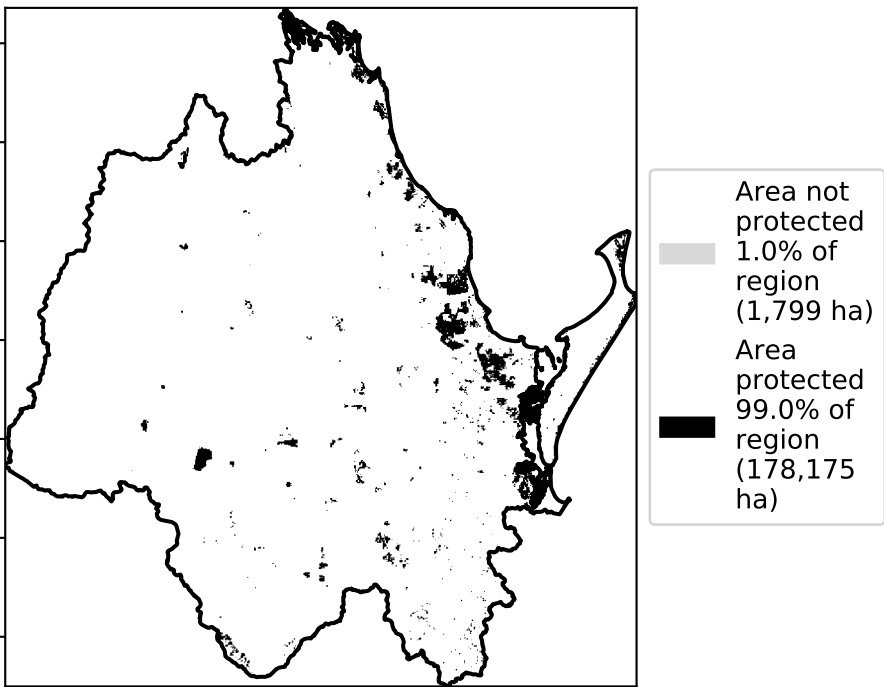 Area not
protected
1.0% of
region
(1,799 ha)
Area
protected
99.0% of
region
(178,175
ha)